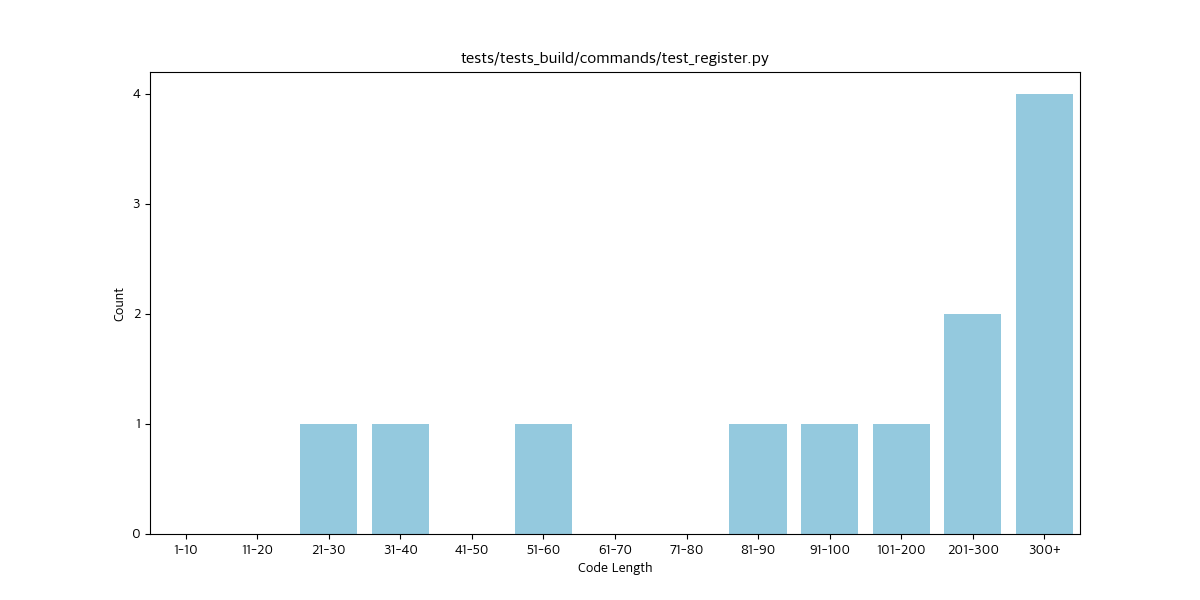 tests/tests_build/commands/test_register.py
4
3
2
1
0
Count
1-10 11-20 21-30 31-40 41-50 51-60 61-70 71-80 81-90 91-100 101-200 201-300 300+
Code Length